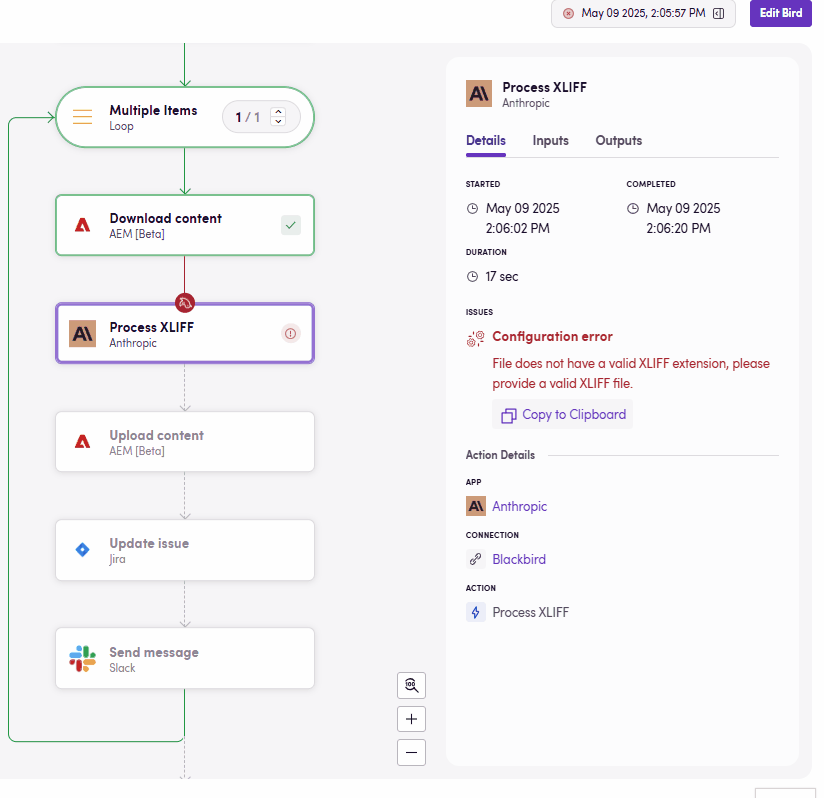 May 09 2025, 2:05:57 PM
Edit Bird
Multiple Items
Loop
1 / 1
Download content
AEM [Beta]
Process XLIFF
Anthropic
Upload content
AEM [Beta]
Update issue
Jira
Send message
Slack
100
Process XLIFF
Anthropic
Details Inputs Outputs
STARTED COMPLETED
May 09 2025 May 09 2025
2:06:02 PM 2:06:20 PM
DURATION
17 sec
ISSUES
Configuration error
File does not have a valid XLIFF extension, please
provide a valid XLIFF file.
Copy to Clipboard
Action Details
APP
Anthropic
CONNECTION
Blackbird
ACTION
Process XLIFF